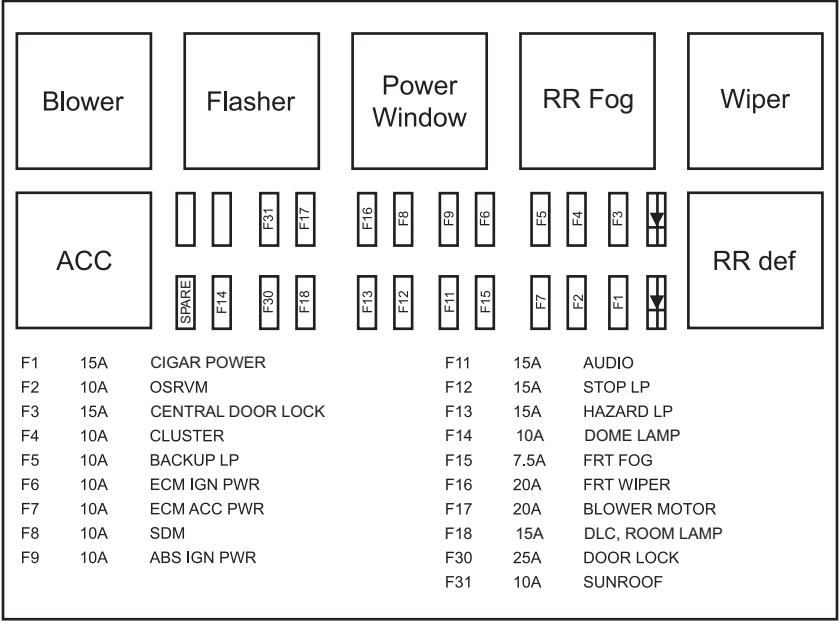 Blower
Flasher
Power
Window
RR Fog
Wiper
ACC
F31
F17
F16
F8
F9
F6
F5
F4
F3
RR def
SPARE
F14
F30
F18
F13
F12
F11
F15
F7
F2
F1
F1 15A CIGAR POWER
F2 10A OSRVM
F3 15A CENTRAL DOOR LOCK
F4 10A CLUSTER
F5 10A BACKUP LP
F6 10A ECM IGN PWR
F7 10A ECM ACC PWR
F8 10A SDM
F9 10A ABS IGN PWR
F11 15A AUDIO
F12 15A STOP LP
F13 15A HAZARD LP
F14 10A DOME LAMP
F15 7.5A FRT FOG
F16 20A FRT WIPER
F17 20A BLOWER MOTOR
F18 15A DLC, ROOM LAMP
F30 25A DOOR LOCK
F31 10A SUNROOF